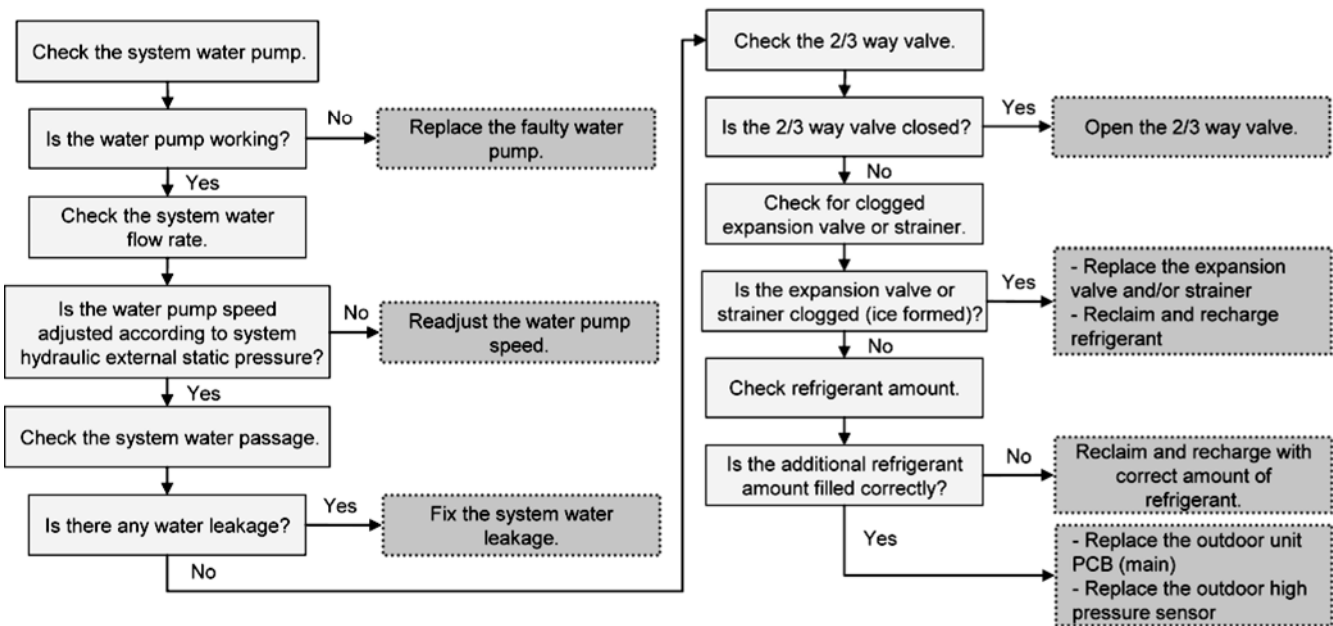 Check the system water pump.
Is the water pump working?
No
Replace the faulty water
pump.
Yes
Check the system water
flow rate.
Is the water pump speed
adjusted according to system
hydraulic external static pressure?
No
Readjust the water pump
speed.
Yes
Check the system water passage.
Is there any water leakage?
Yes
Fix the system water
leakage.
No
Check the 2/3 way valve.
Is the 2/3 way valve closed?
Yes
Open the 2/3 way valve.
No
Check for clogged
expansion valve or strainer.
Is the expansion valve or
strainer clogged (ice formed)?
Yes
- Replace the expansion
valve and/or strainer
- Reclaim and recharge
refrigerant
No
Check refrigerant amount.
Is the additional refrigerant
amount filled correctly?
No
Reclaim and recharge with
correct amount of
refrigerant.
Yes
- Replace the outdoor unit
PCB (main)
- Replace the outdoor high
pressure sensor